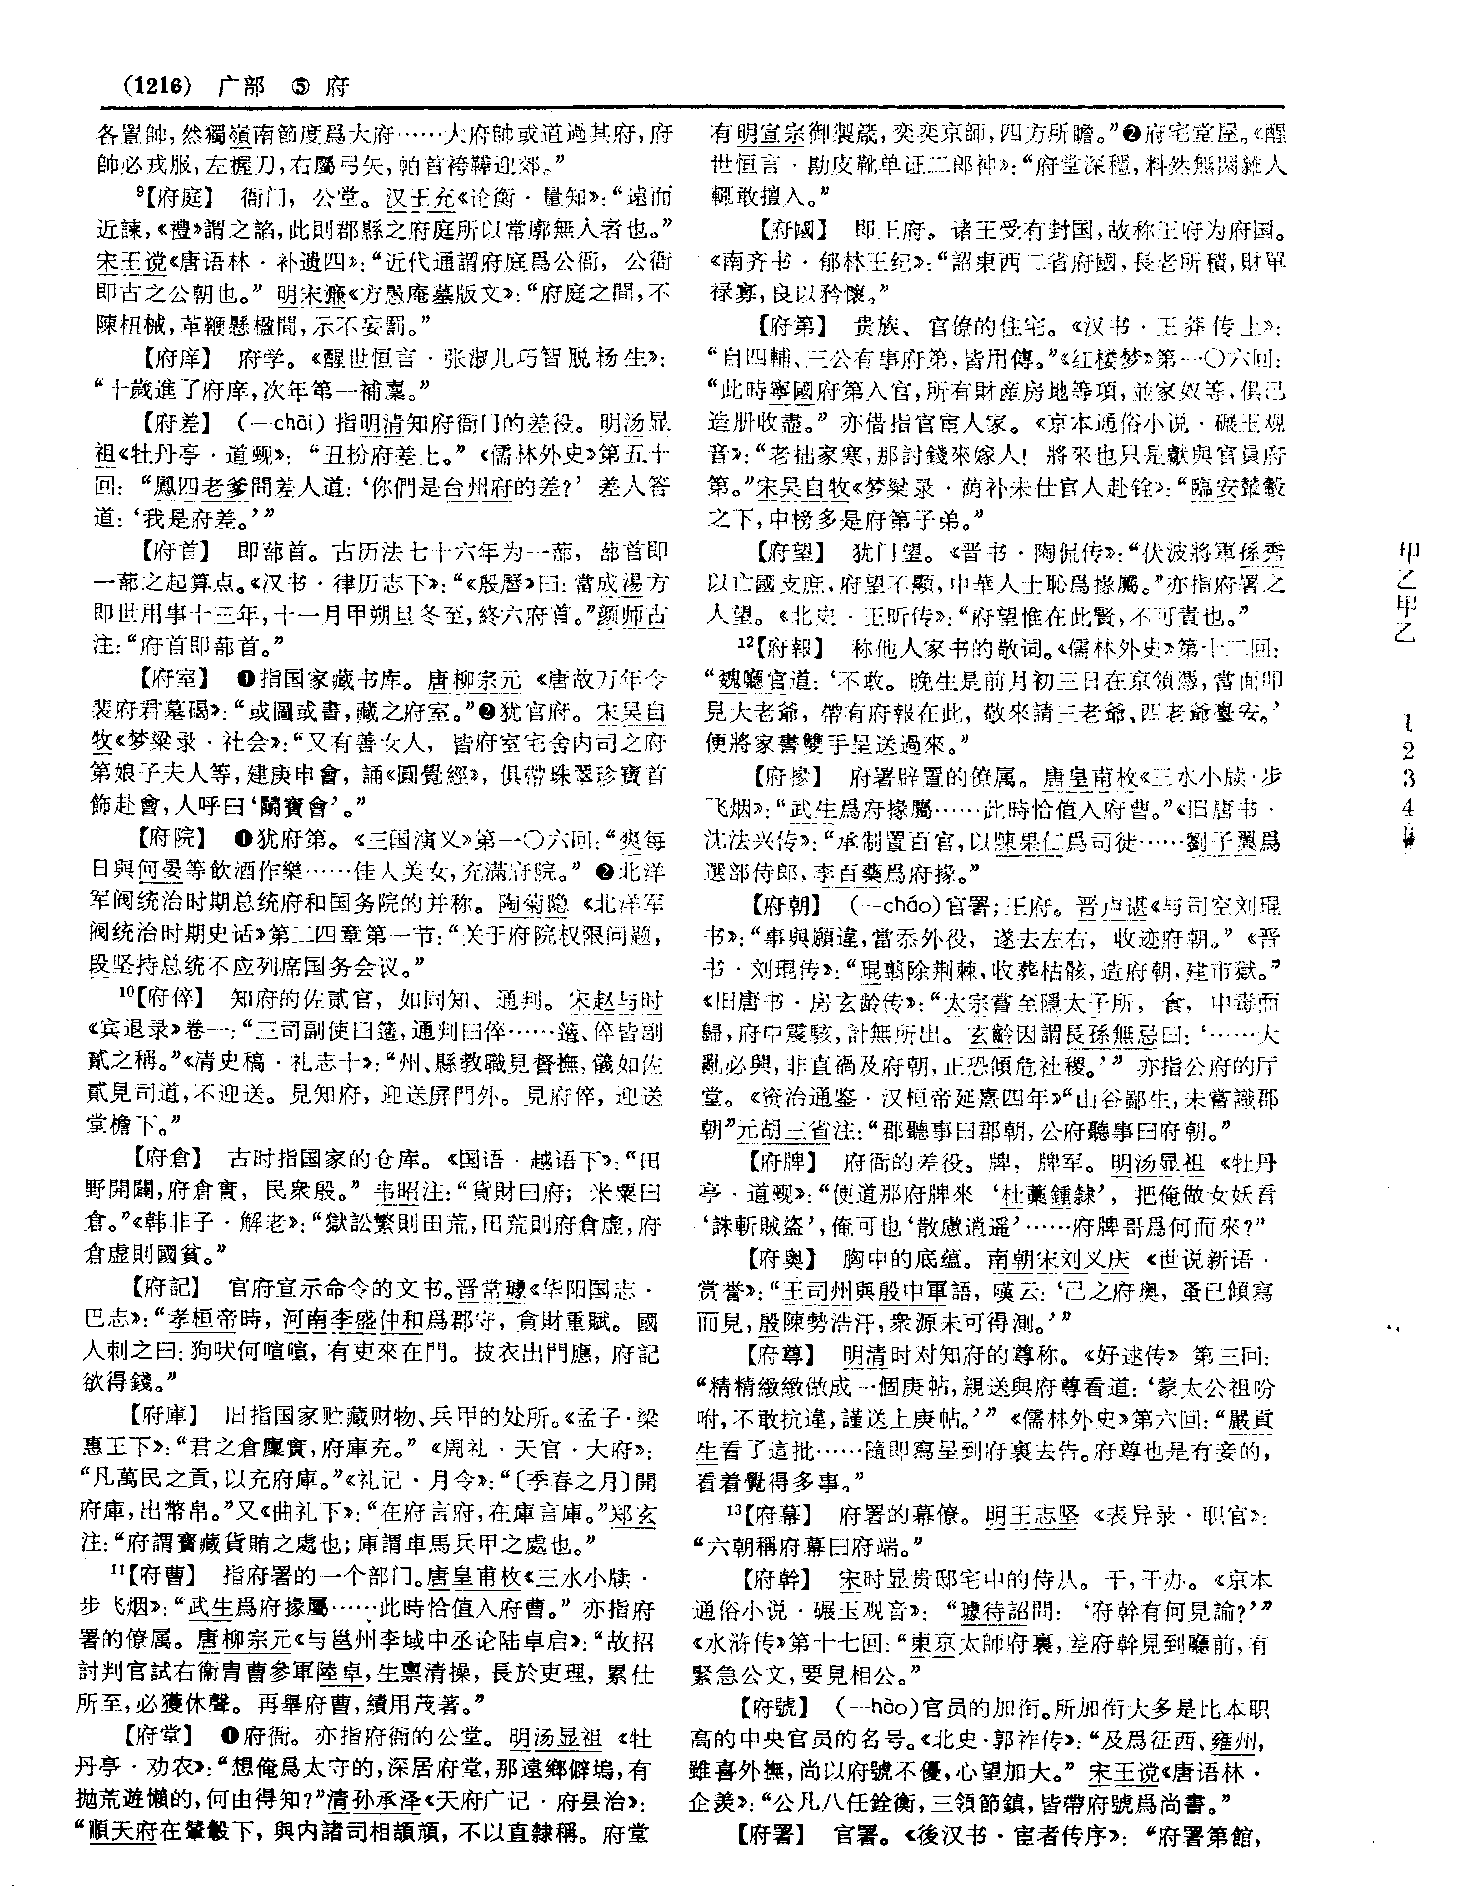 (1216) 广部 ⑤ 府
各置帥，然獨嶺南節度爲大府……大府帥或道過其府，府
帥必戎服，左握刀，右屬弓矢，帕首袴鞾迎郊。”
⁹【府庭】 衙门，公堂。汉王充《论衡·量知》：“遠而
近諫，《禮》謂之諂，此則郡縣之府庭所以常廓無人者也。”
宋王谠《唐语林·补遗四》：“近代通謂府庭爲公衙，公衙
即古之公朝也。” 明宋濂《方愚庵墓版文》：“府庭之間，不
陳杻械，革鞭懸楹間，示不妄罰。”
【府庠】 府学。《醒世恒言·张淑儿巧智脱杨生》：
“十歲進了府庠，次年第一補稟。”
【府差】 (—chāi)指明清知府衙门的差役。明汤显
祖《牡丹亭·道觋》：“丑扮府差上。”《儒林外史》第五十
回：“鳳四老爹問差人道：‘你們是台州府的差?’差人答
道：‘我是府差。’”
【府首】 即蔀首。古历法七十六年为一蔀，蔀首即
一蔀之起算点。《汉书·律历志下》：“《殷曆》曰：當成湯方
即世用事十三年，十一月甲朔旦冬至，終六府首。”颜师古
注：“府首即蔀首。”
【府室】 ❶指国家藏书库。唐柳宗元《唐故万年令
裴府君墓碣》：“或圖或書，藏之府室。”❷犹官府。宋吴自
牧《梦粱录·社会》：“又有善女人，皆府室宅舍内司之府
第娘子夫人等，建庚申會，誦《圓覺經》，俱帶珠翠珍寶首
飾赴會，人呼曰‘鬭寶會’。”
【府院】 ❶犹府第。《三国演义》第一〇六回：“爽每
日與何晏等飲酒作樂……佳人美女，充滿府院。” ❷北洋
军阀统治时期总统府和国务院的并称。陶菊隐《北洋军
阀统治时期史话》第二四章第一节：“关于府院权限问题，
段坚持总统不应列席国务会议。”
¹⁰【府倅】 知府的佐贰官，如同知、通判。宋赵与时
《宾退录》卷一：“三司副使曰簉，通判曰倅……簉、倅皆副
貳之稱。”《清史稿·礼志十》：“州、縣教職見督撫，儀如佐
貳見司道，不迎送。見知府，迎送屏門外。見府倅，迎送
堂檐下。”
【府倉】 古时指国家的仓库。《国语·越语下》：“田
野開闢，府倉實，民衆殷。” 韦昭注：“貨財曰府；米粟曰
倉。”《韩非子·解老》：“獄訟繁則田荒，田荒則府倉虚，府
倉虚則國貧。”
【府記】 官府宣示命令的文书。晋常璩《华阳国志·
巴志》：“孝桓帝時，河南李盛仲和爲郡守，貪財重賦。國
人刺之曰：狗吠何喧喧，有吏來在門。披衣出門應，府記
欲得錢。”
【府庫】 旧指国家贮藏财物、兵甲的处所。《孟子·梁
惠王下》：“君之倉廩實，府庫充。” 《周礼·天官·大府》：
“凡萬民之貢，以充府庫。”《礼记·月令》：“〔季春之月〕開
府庫，出幣帛。”又《曲礼下》：“在府言府，在庫言庫。”郑玄
注：“府謂寶藏貨賄之處也；庫謂車馬兵甲之處也。”
¹¹【府曹】 指府署的一个部门。唐皇甫枚《三水小牍·
步飞烟》：“武生爲府掾屬……此時恰值入府曹。” 亦指府
署的僚属。唐柳宗元《与邕州李域中丞论陆卓启》：“故招
討判官試右衛胄曹參軍陸卓，生禀清操，長於吏理，累仕
所至，必獲休聲。再舉府曹，績用茂著。”
【府堂】 ❶府衙。亦指府衙的公堂。明汤显祖《牡
丹亭·劝农》：“想俺爲太守的，深居府堂，那遠鄉僻塢，有
抛荒遊懶的，何由得知?”清孙承泽《天府广记·府县治》：
“順天府在輦轂下，與内諸司相頡頏，不以直隸稱。府堂
有明宣宗御製箴，奕奕京師，四方所瞻。”❷府宅堂屋。《醒
世恒言·勘皮靴单证二郎神》：“府堂深穩，料然無閑雜人
輒敢擅入。”
【府國】 即王府。诸王受有封国，故称王府为府国。
《南齐书·郁林王纪》：“詔東西二省府國，長老所積，財單
禄寡，良以矜懷。”
【府第】 贵族、官僚的住宅。《汉书·王莽传上》：
“自四輔、三公有事府第，皆用傳。”《红楼梦》第一〇六回：
“此時寧國府第入官，所有財産房地等項，並家奴等，俱已
造册收盡。” 亦借指官宦人家。《京本通俗小说·碾玉观
音》：“老拙家寒，那討錢來嫁人! 將來也只是獻與官員府
第。”宋吴自牧《梦粱录·荫补未仕官人赴铨》：“臨安輦轂
之下，中榜多是府第子弟。”
【府望】 犹门望。《晋书·陶侃传》：“伏波將軍孫秀
以亡國支庶，府望不顯，中華人士恥爲掾屬。”亦指府署之
人望。《北史·王昕传》：“府望惟在此賢，不可責也。”
¹²【府報】 称他人家书的敬词。《儒林外史》第十二回：
“魏廳官道：‘不敢。晚生是前月初三日在京領憑，當面叩
見大老爺，帶有府報在此，敬來請三老爺、四老爺臺安。’
便將家書雙手呈送過來。”
【府掾】 府署辟置的僚属。唐皇甫枚《三水小牍·步
飞烟》：“武生爲府掾屬……此時恰值入府曹。”《旧唐书·
沈法兴传》：“承制置百官，以陳果仁爲司徒……劉子翼爲
選部侍郎，李百藥爲府掾。”
【府朝】 (—cháo)官署；王府。晋卢谌《与司空刘琨
书》：“事與願違，當忝外役，遂去左右，收迹府朝。” 《晋
书·刘琨传》：“琨翦除荆棘，收葬枯骸，造府朝，建市獄。”
《旧唐书·房玄龄传》：“太宗嘗至隱太子所，食，中毒而
歸，府中震駭，計無所出。玄齡因謂長孫無忌曰：‘……大
亂必興，非直禍及府朝，正恐傾危社稷。’” 亦指公府的厅
堂。《资治通鉴·汉桓帝延熹四年》“山谷鄙生，未嘗識郡
朝”元胡三省注：“郡聽事曰郡朝，公府聽事曰府朝。”
【府牌】 府衙的差役。牌，牌军。明汤显祖《牡丹
亭·道觋》：“使道那府牌來 ‘杜藁鍾隸’，把俺做女妖看
‘誅斬賊盗’，俺可也‘散慮逍遥’……府牌哥爲何而來?”
【府奥】 胸中的底蕴。南朝宋刘义庆《世说新语·
赏誉》：“王司州與殷中軍語，嘆云：‘己之府奥，蚤已傾寫
而見，殷陳勢浩汗，衆源未可得測。’”
【府尊】 明清时对知府的尊称。《好逑传》第三回：
“精精緻緻做成一個庚帖，親送與府尊看道：‘蒙太公祖吩
咐，不敢抗違，謹送上庚帖。’” 《儒林外史》第六回：“嚴貢
生看了這批……隨即寫呈到府裏去告。府尊也是有妾的，
看着覺得多事。”
¹³【府幕】 府署的幕僚。明王志坚《表异录·职官》：
“六朝稱府幕曰府端。”
【府幹】 宋时显贵邸宅中的侍从。干，干办。《京本
通俗小说·碾玉观音》：“璩待詔問：‘府幹有何見諭?’”
《水浒传》第十七回：“東京太師府裏，差府幹見到廳前，有
緊急公文，要見相公。”
【府號】 (—hào)官员的加衔。所加衔大多是比本职
高的中央官员的名号。《北史·郭祚传》：“及爲征西、雍州，
雖喜外撫，尚以府號不優，心望加大。” 宋王谠《唐语林·
企羡》：“公凡八任銓衡，三領節鎮，皆帶府號爲尚書。”
【府署】 官署。《後汉书·宦者传序》：“府署第館，
甲乙甲乙
1234